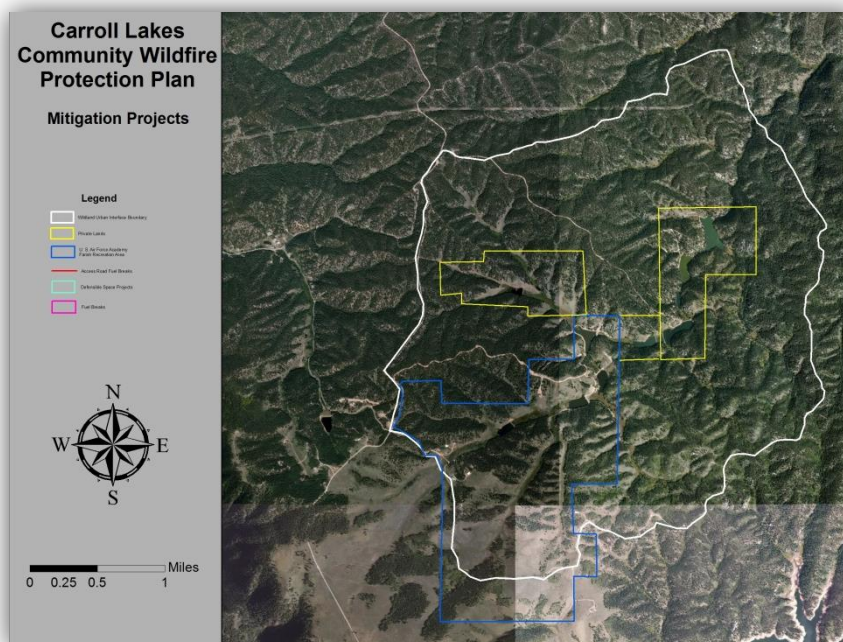 Carroll Lakes
Community Wildfire
Protection Plan
Mitigation Projects
Legend
Wildland Urban Interface Boundary
Private Lands
U. S. Air Force Academy
Farish Recreation Area
Access Road Fuel Breaks
Defensible Space Projects
Fuel Breaks
N
W E
S
Miles
0 0.25 0.5 1